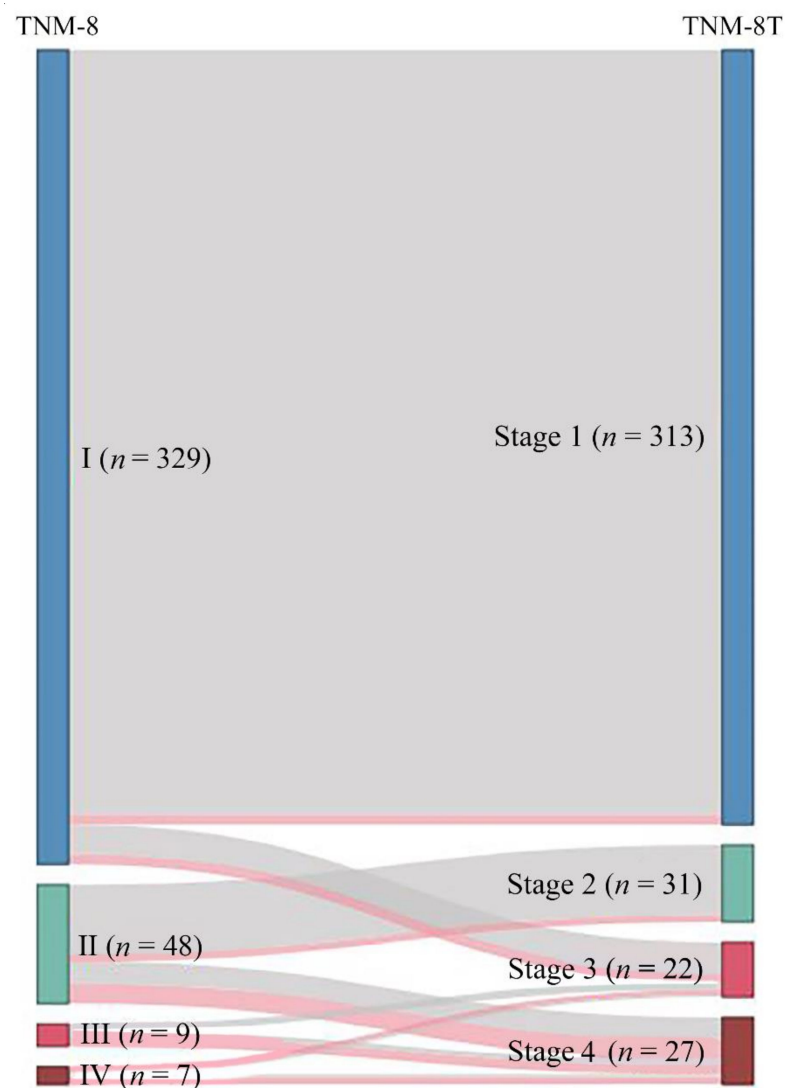 TNM-8 TNM-8T
Stage 1 (n = 313)
I (n = 329)
Stage 2 (n = 31)
II (n = 48)
Stage 3 (n = 22)
III (n = 9)
Stage 4 (n = 27)
IV (n = 7)